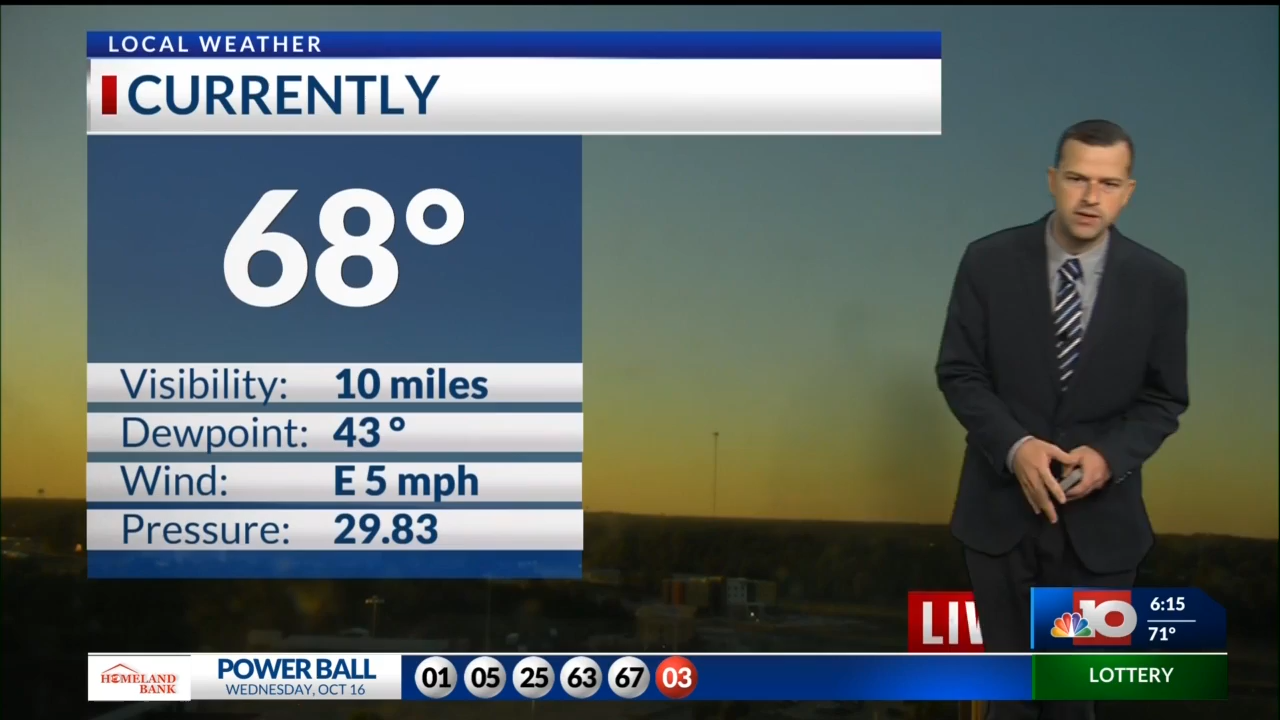 LOCAL WEATHER
CURRENTLY
68°
Visibility: 10 miles
Dewpoint: 43°
Wind: E 5 mph
Pressure: 29.83
LIV
10
6:15
71°
HOMELAND
BANK
POWER BALL
WEDNESDAY, OCT 16
01 05 25 63 67 03
LOTTERY